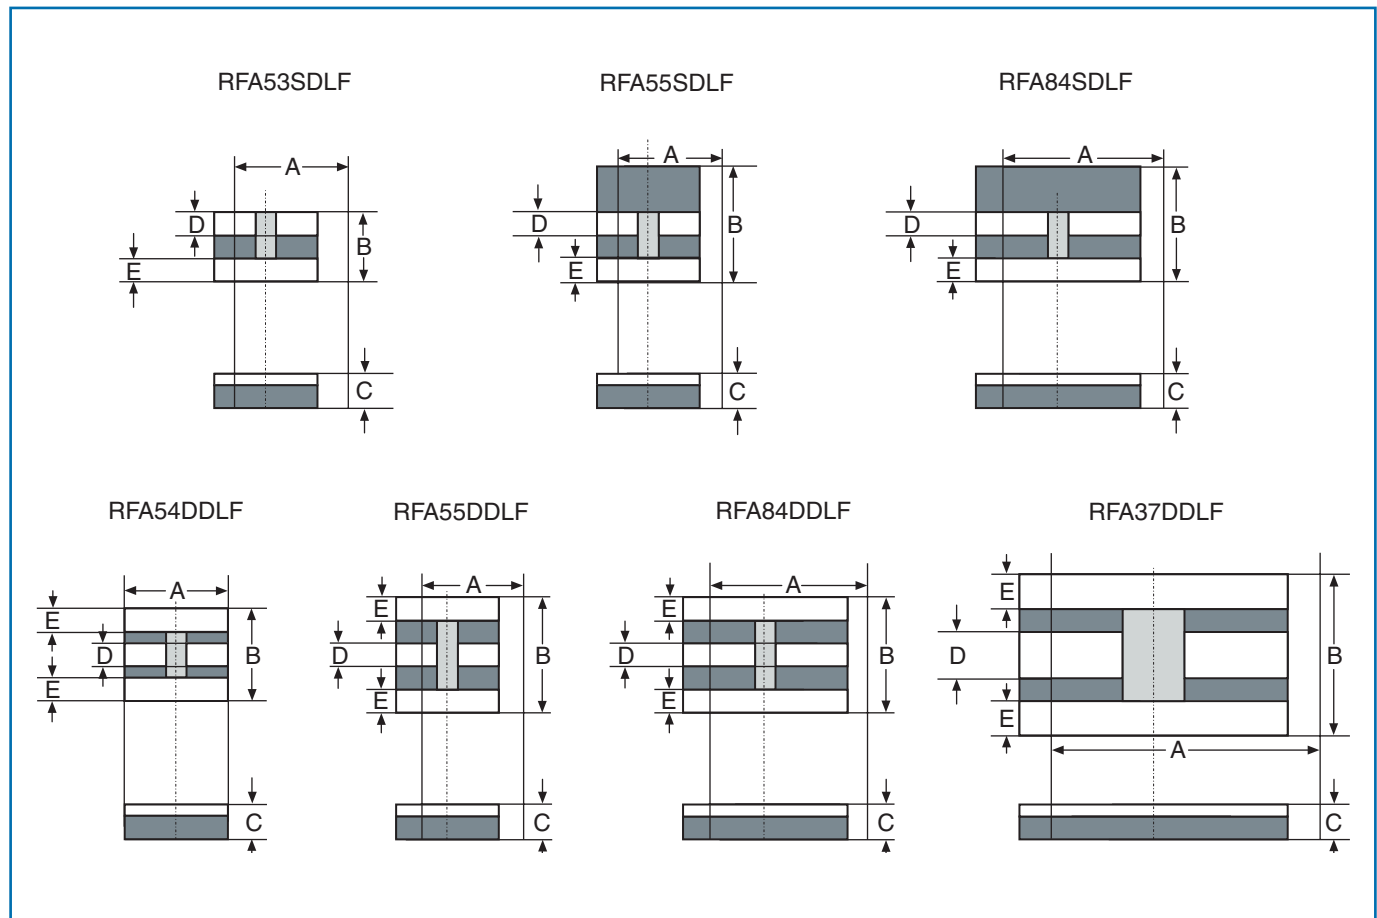 RFA53SDLF RFA55SDLF RFA84SDLF
A A A
D B D B D B
E E E
C C C
RFA54DDLF RFA55DDLF RFA84DDLF RFA37DDLF
A A A
E E E E
D B D B D B D B
E E E E
A
C C C C